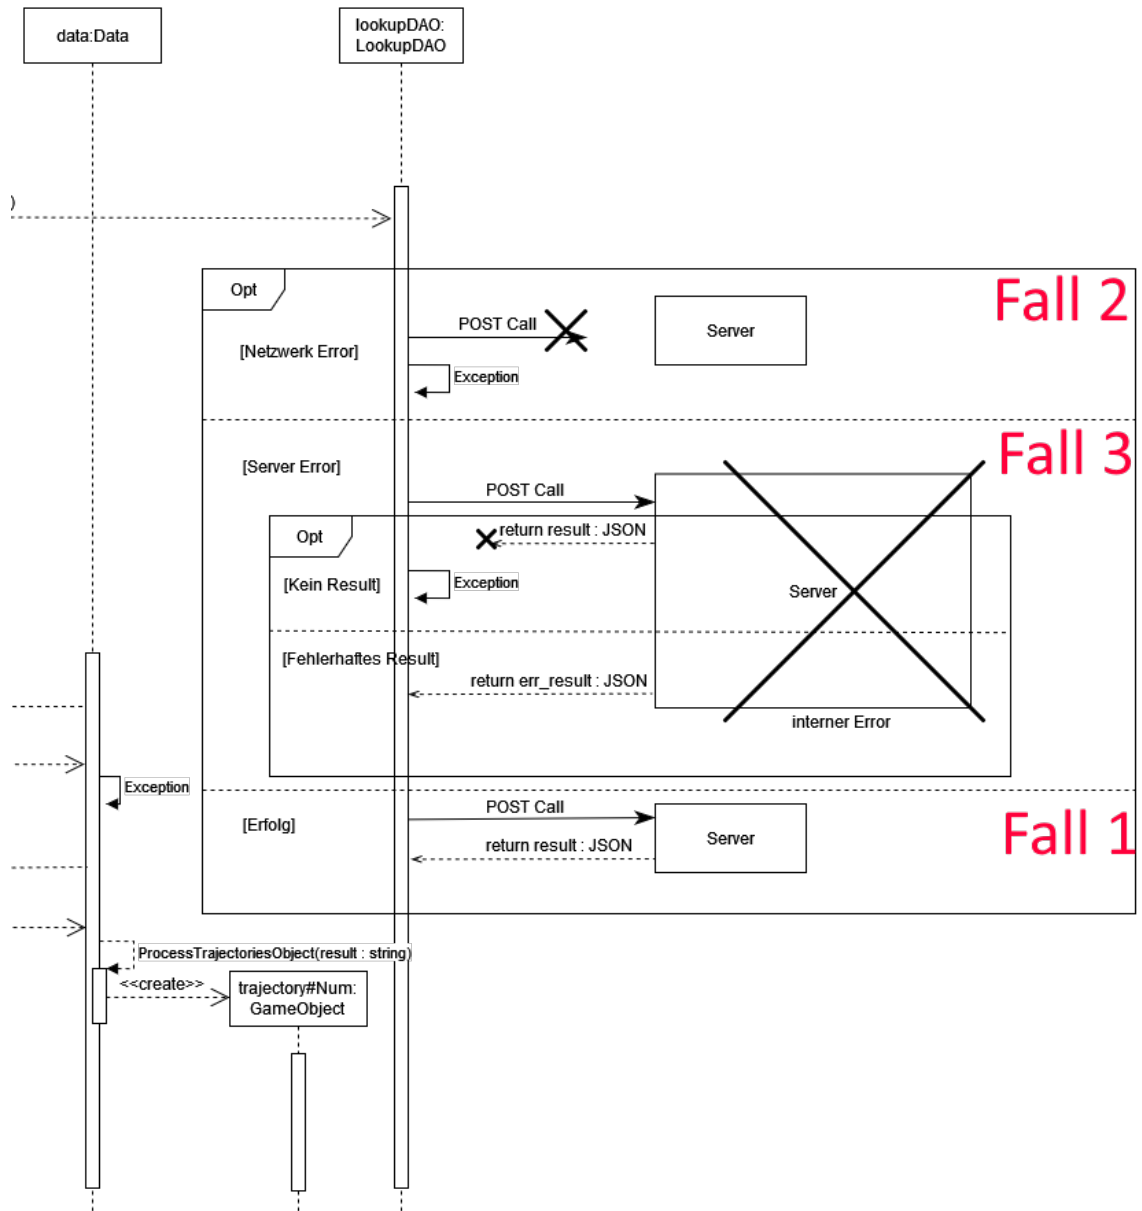 data:Data
lookupDAO:
LookupDAO
)
Opt
Fall 2
POST Call
Server
[Netzwerk Error]
Exception
Fall 3
[Server Error]
POST Call
Opt
return result : JSON
[Kein Result]
Exception
Server
[Fehlerhaftes Result]
return err_result : JSON
interner Error
Exception
POST Call
[Erfolg]
Server
Fall 1
return result : JSON
ProcessTrajectoriesObject(result : string)
<<create>>
trajectory#Num:
GameObject